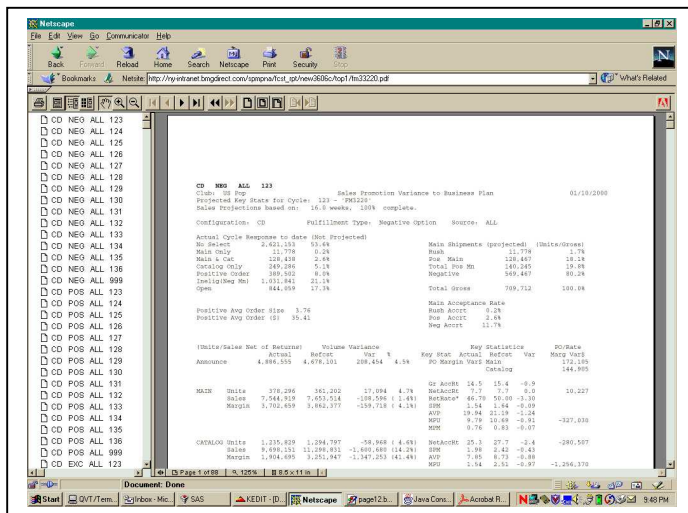 Netscape
File Edit View Go Communicator Help
Back Forward Reload Home Search Netscape Print Security Stop
Bookmarks Netsite: http://ny-intranet.bmgdirect.com/spmpna/fcst_rpt/new3606c/top1/fm33220.pdf What's Related
CD NEG ALL 123
CD NEG ALL 124
CD NEG ALL 125
CD NEG ALL 126
CD NEG ALL 127
CD NEG ALL 128
CD NEG ALL 129
CD NEG ALL 130
CD NEG ALL 131
CD NEG ALL 132
CD NEG ALL 133
CD NEG ALL 134
CD NEG ALL 135
CD NEG ALL 136
CD NEG ALL 999
CD POS ALL 123
CD POS ALL 124
CD POS ALL 125
CD POS ALL 126
CD POS ALL 127
CD POS ALL 128
CD POS ALL 129
CD POS ALL 130
CD POS ALL 131
CD POS ALL 132
CD POS ALL 133
CD POS ALL 134
CD POS ALL 135
CD POS ALL 136
CD POS ALL 999
CD EXC ALL 123
CD NEG ALL 123
Club: US Pop Sales Promotion Variance to Business Plan 01/10/2000
Projected Key Stats for Cycle: 123 - 'FM3220'
Sales Projections based on: 16.0 weeks, 100% complete.
Configuration: CD Fulfillment Type: Negative Option Source: ALL
Actual Cycle Response to date (Not Projected)
No Select 2,621,153 53.6% Main Shipments (projected) (Units/Gross)
Main Only 11,778 0.2% Rush 11,778 1.7%
Main & Cat 128,438 2.6% Pos Main 128,467 18.1%
Catalog Only 249,286 5.1% Total Pos Mn 140,245 19.8%
Positive Order 389,502 8.0% Negative 569,467 80.2%
Inelig(Neg Mn) 1,031,841 21.1%
Open 844,059 17.3% Total Gross 709,712 100.0%
Main Acceptance Rate
Positive Avg Order Size 3.76 Rush Accrt 0.2%
Positive Avg Order ($) 35.41 Pos Accrt 2.6%
Neg Accrt 11.7%
(Units/Sales Net of Returns) Volume Variance Key Statistics PO/Rate
Actual Refcst Var % Key Stat Actual Refcst Var Marg Var$
Announce 4,886,555 4,678,101 208,454 4.5% PO Margin Var$ Main 172,105
Catalog 144,905
Gr AccRt 14.5 15.4 -0.9
MAIN Units 378,296 361,202 17,094 4.7% NetAccRt 7.7 7.7 0.0 10,227
Sales 7,544,919 7,653,514 -108,596 ( 1.4%) RetRate* 46.70 50.00 -3.30
Margin 3,702,659 3,862,377 -159,718 ( 4.1%) SPM 1.54 1.64 -0.09
AVP 19.94 21.19 -1.24
MPU 9.78 10.69 -0.91 -327,030
MPM 0.76 0.83 -0.07
CATALOG Units 1,235,829 1,294,797 -58,968 ( 4.6%) NetAccRt 25.3 27.7 -2.4 -280,507
Sales 9,698,151 11,298,831 -1,600,680 (14.2%) SPM 1.98 2.42 -0.43
Margin 1,904,695 3,251,947 -1,347,253 (41.4%) AVP 7.85 8.73 -0.88
MPU 1.54 2.51 -0.97 -1,256,370
Page 1 of 88 125% 8.5 x 11 in
Document: Done
Start QVT/Term... Inbox - Mic... SAS KEDIT - [D... Netscape page12.b... Java Cons... Acrobat R... 9:48 PM